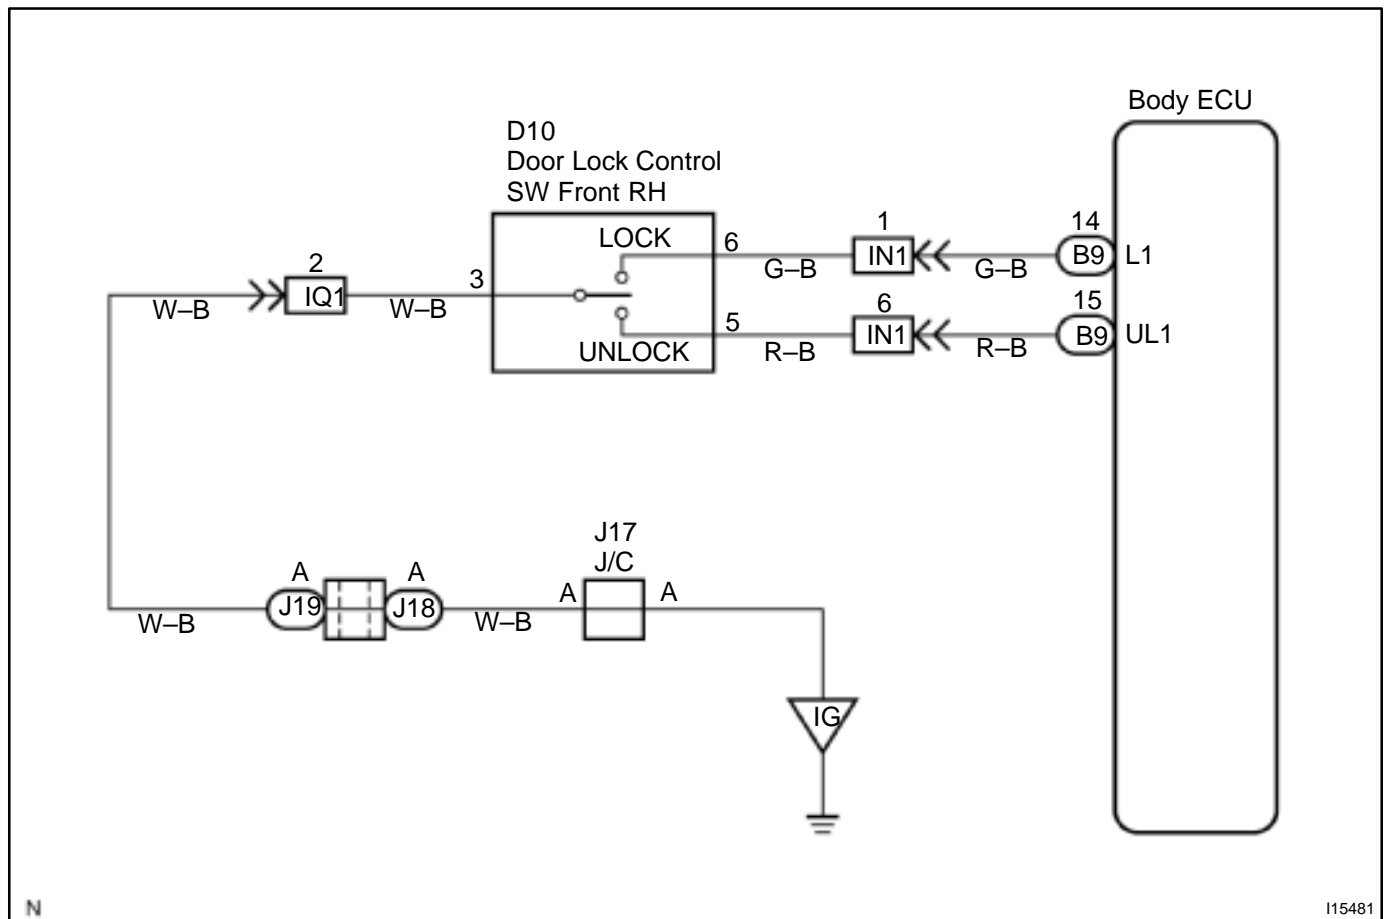 Body ECU
D10
Door Lock Control
SW Front RH
LOCK
6
G–B
1
IN1
G–B
14
B9
L1
2
IQ1
W–B
W–B
3
UNLOCK
5
R–B
6
IN1
R–B
15
B9
UL1
J17
J/C
A
J19
A
J18
W–B
W–B
A
A
IG
N
I15481